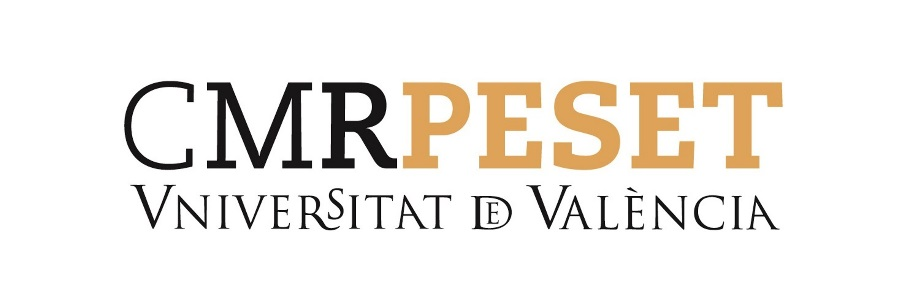 CMRPESET
VNIVERSITAT DE VALÈNCIA